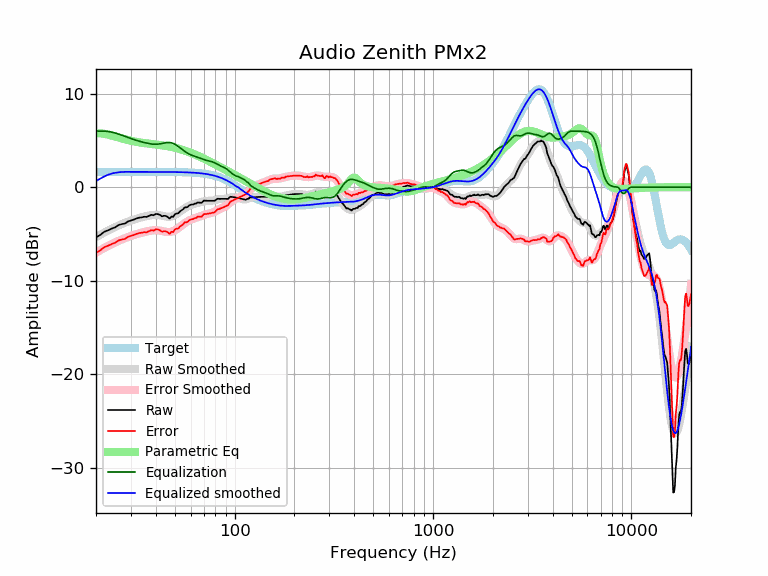 Audio Zenith PMx2
10
0
−10
−20
−30
Amplitude (dBr)
Target
Raw Smoothed
Error Smoothed
Raw
Error
Parametric Eq
Equalization
Equalized smoothed
100
1000
10000
Frequency (Hz)